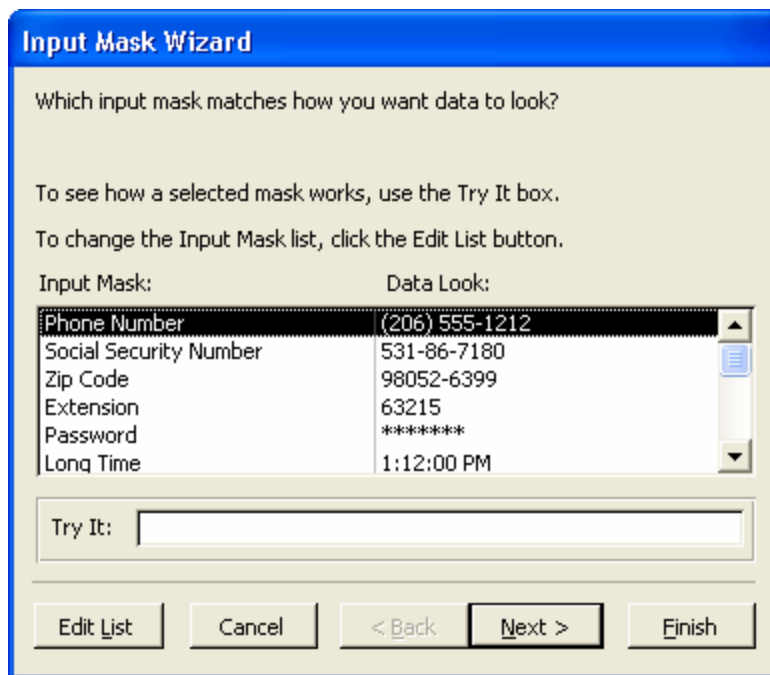 Input Mask Wizard
Which input mask matches how you want data to look?
To see how a selected mask works, use the Try It box.
To change the Input Mask list, click the Edit List button.
Input Mask: Data Look:
Phone Number (206) 555-1212
Social Security Number 531-86-7180
Zip Code 98052-6399
Extension 63215
Password *******
Long Time 1:12:00 PM
Try It:
Edit List Cancel < Back Next > Finish